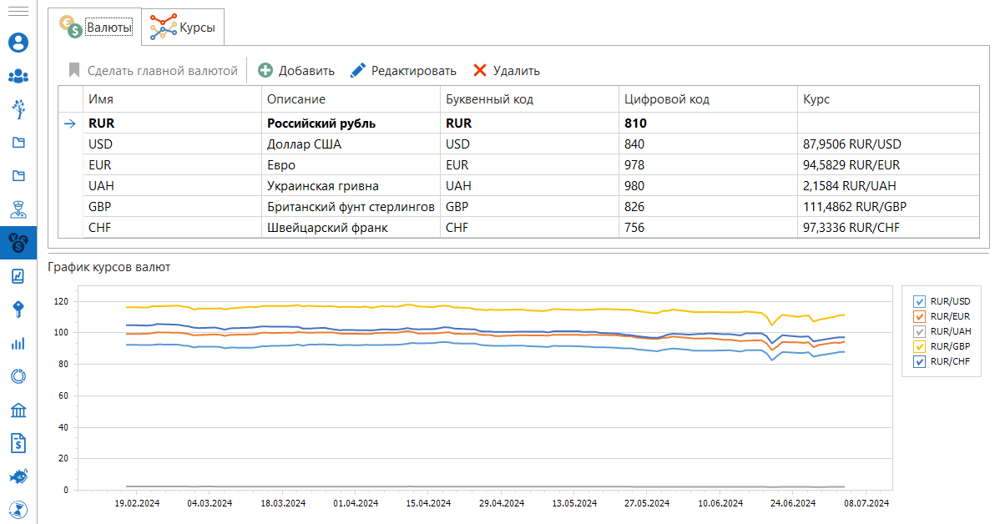 Валюты Курсы
Сделать главной валютой Добавить Редактировать Удалить
Имя Описание Буквенный код Цифровой код Курс
RUR Российский рубль RUR 810
USD Доллар США USD 840 87,9506 RUR/USD
EUR Евро EUR 978 94,5829 RUR/EUR
UAH Украинская гривна UAH 980 2,1584 RUR/UAH
GBP Британский фунт стерлингов GBP 826 111,4862 RUR/GBP
CHF Швейцарский франк CHF 756 97,3336 RUR/CHF
График курсов валют
120
100
80
60
40
20
0
19.02.2024 04.03.2024 18.03.2024 01.04.2024 15.04.2024 29.04.2024 13.05.2024 27.05.2024 10.06.2024 24.06.2024 08.07.2024
RUR/USD
RUR/EUR
RUR/UAH
RUR/GBP
RUR/CHF